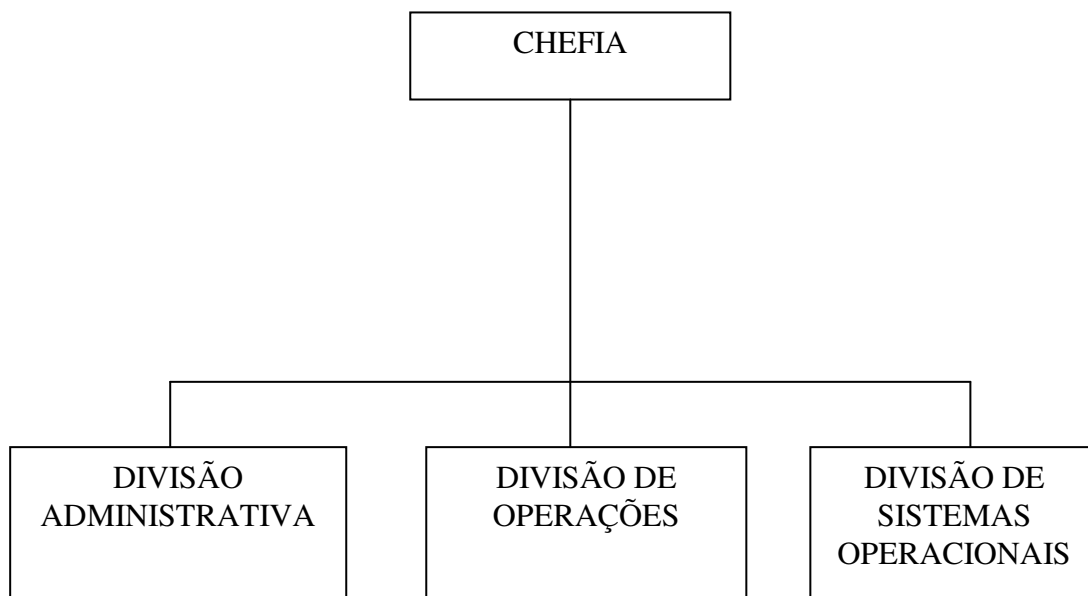 CHEFIA
DIVISÃO
ADMINISTRATIVA
DIVISÃO DE
OPERAÇÕES
DIVISÃO DE
SISTEMAS
OPERACIONAIS